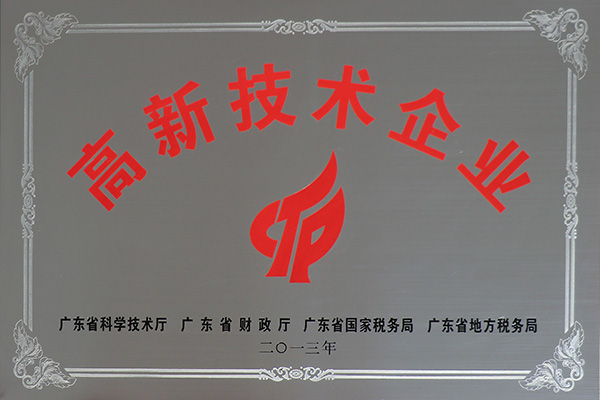 高新技术企业
广东省科学技术厅 广东省财政厅 广东省国家税务局 广东省地方税务局
二〇一三年